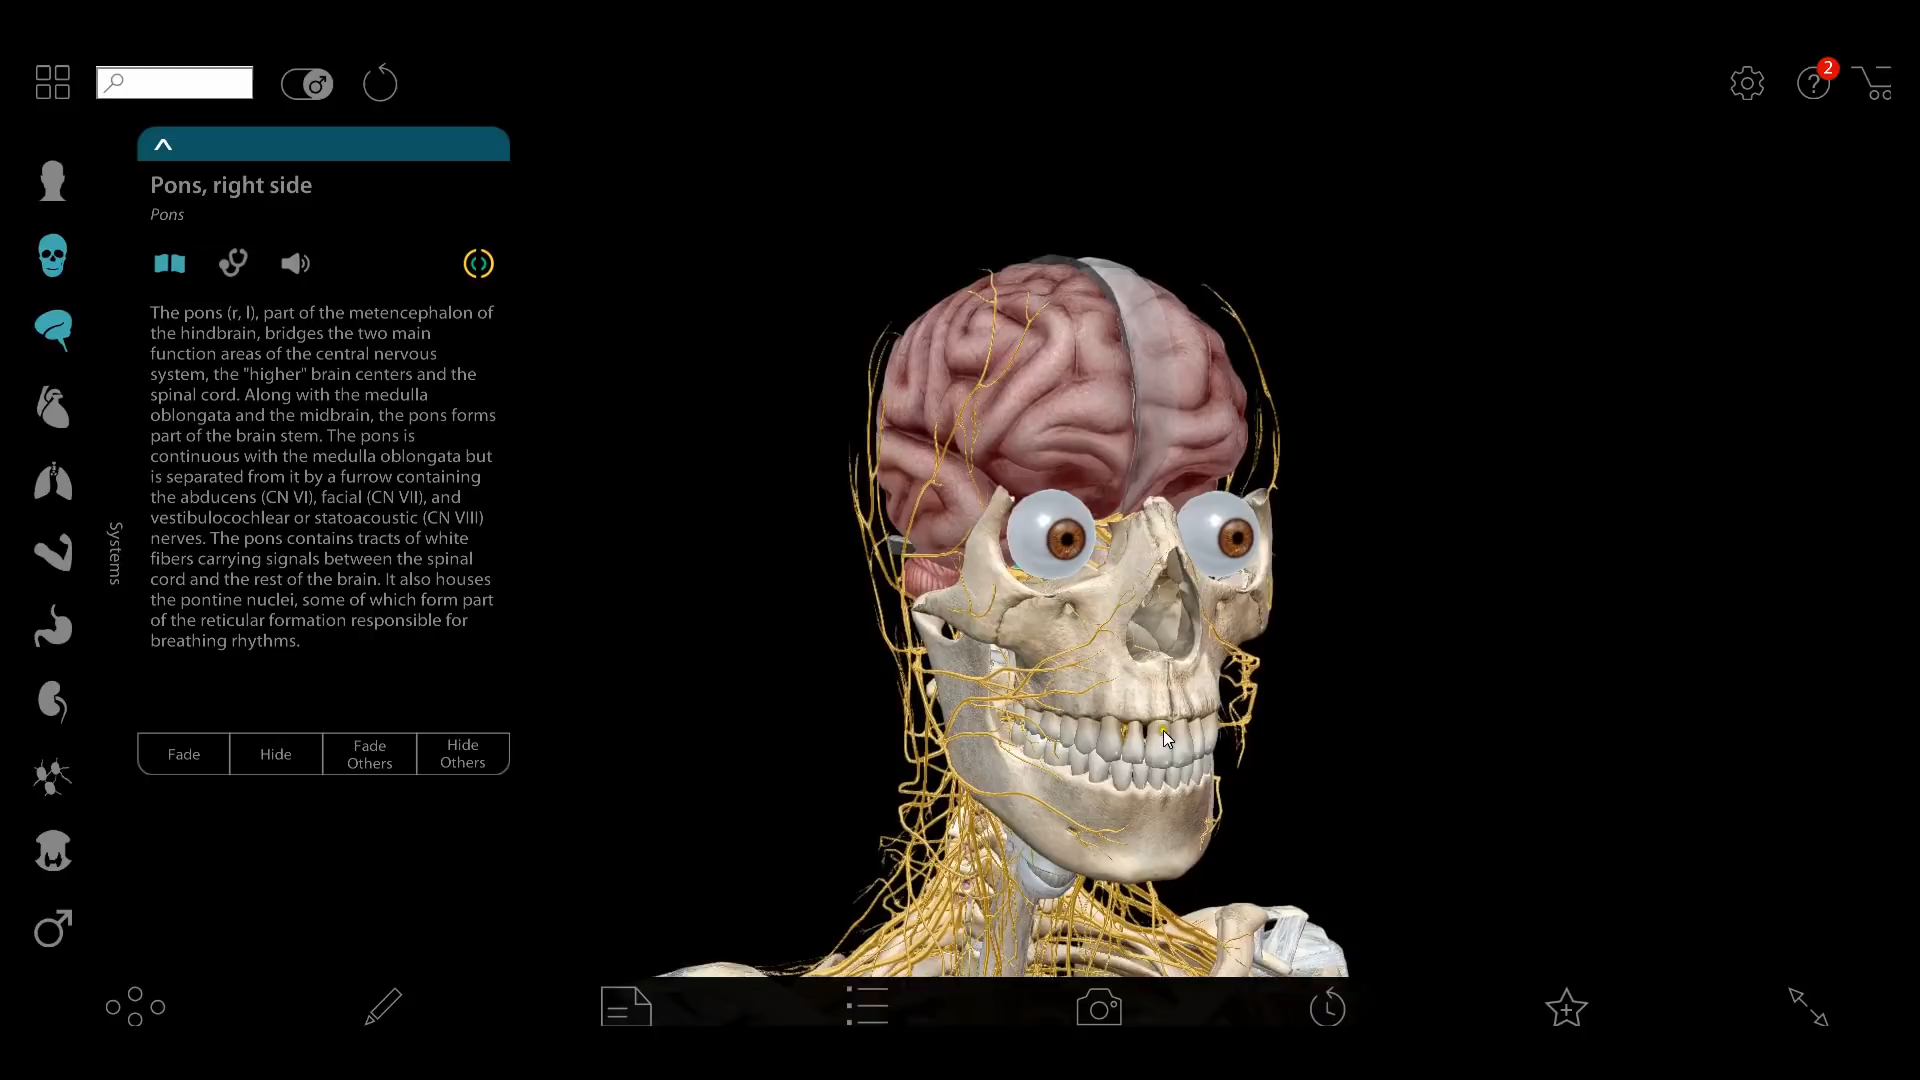 2
Pons, right side
Pons
The pons (r, l), part of the metencephalon of
the hindbrain, bridges the two main
function areas of the central nervous
system, the "higher" brain centers and the
spinal cord. Along with the medulla
oblongata and the midbrain, the pons forms
part of the brain stem. The pons is
continuous with the medulla oblongata but
is separated from it by a furrow containing
the abducens (CN VI), facial (CN VII), and
vestibulocochlear or statoacoustic (CN VIII)
nerves. The pons contains tracts of white
fibers carrying signals between the spinal
cord and the rest of the brain. It also houses
the pontine nuclei, some of which form part
of the reticular formation responsible for
breathing rhythms.
Systems
Fade
Hide
Fade
Others
Hide
Others